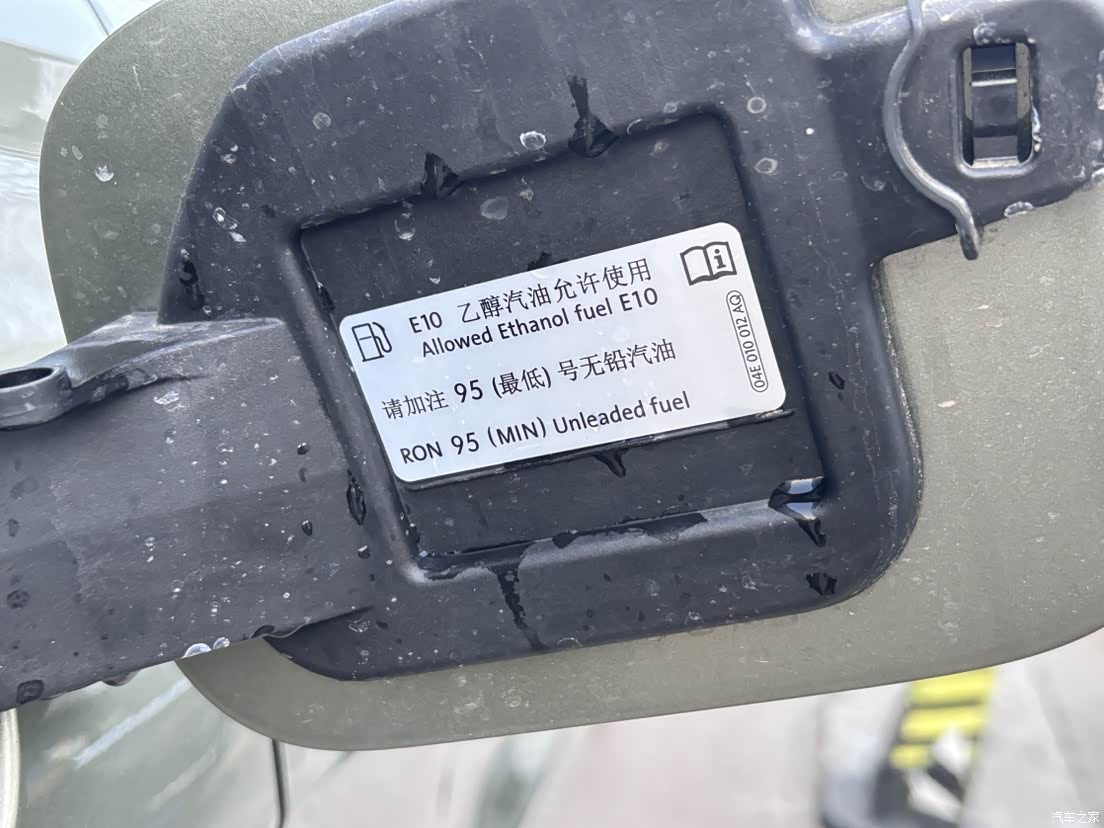 E10 乙醇汽油允许使用
Allowed Ethanol fuel E10
请加注 95 (最低) 号无铅汽油
RON 95 (MIN) Unleaded fuel
04E 010 012 AQ
汽车之家